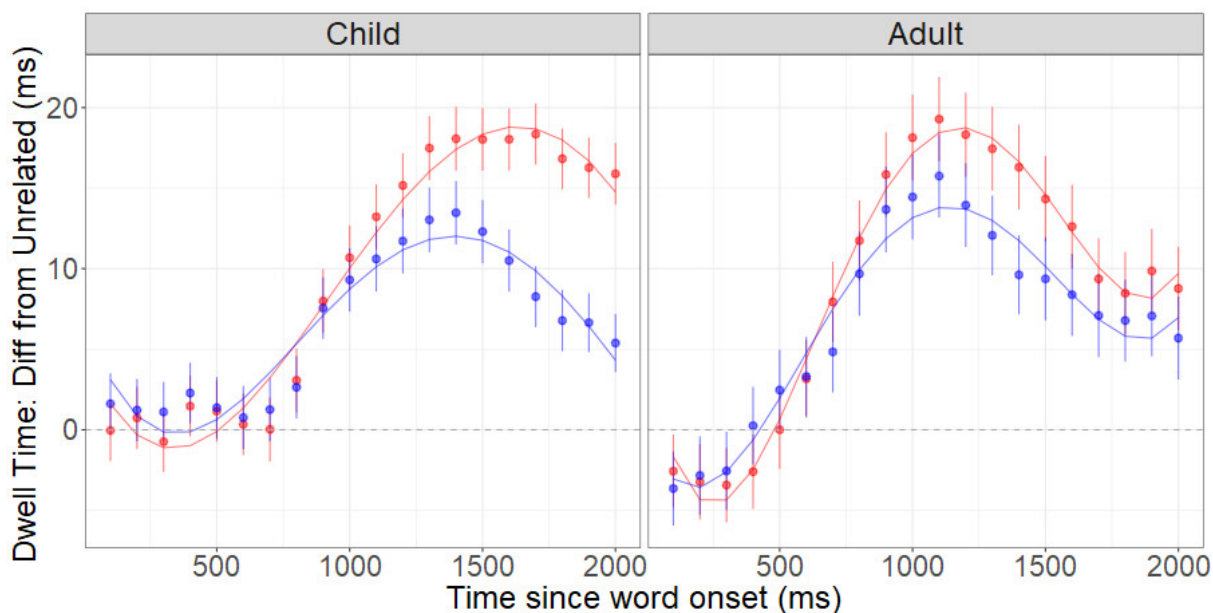 Child
Adult
Dwell Time: Diff from Unrelated (ms)
20
10
0
500 1000 1500 2000
500 1000 1500 2000
Time since word onset (ms)